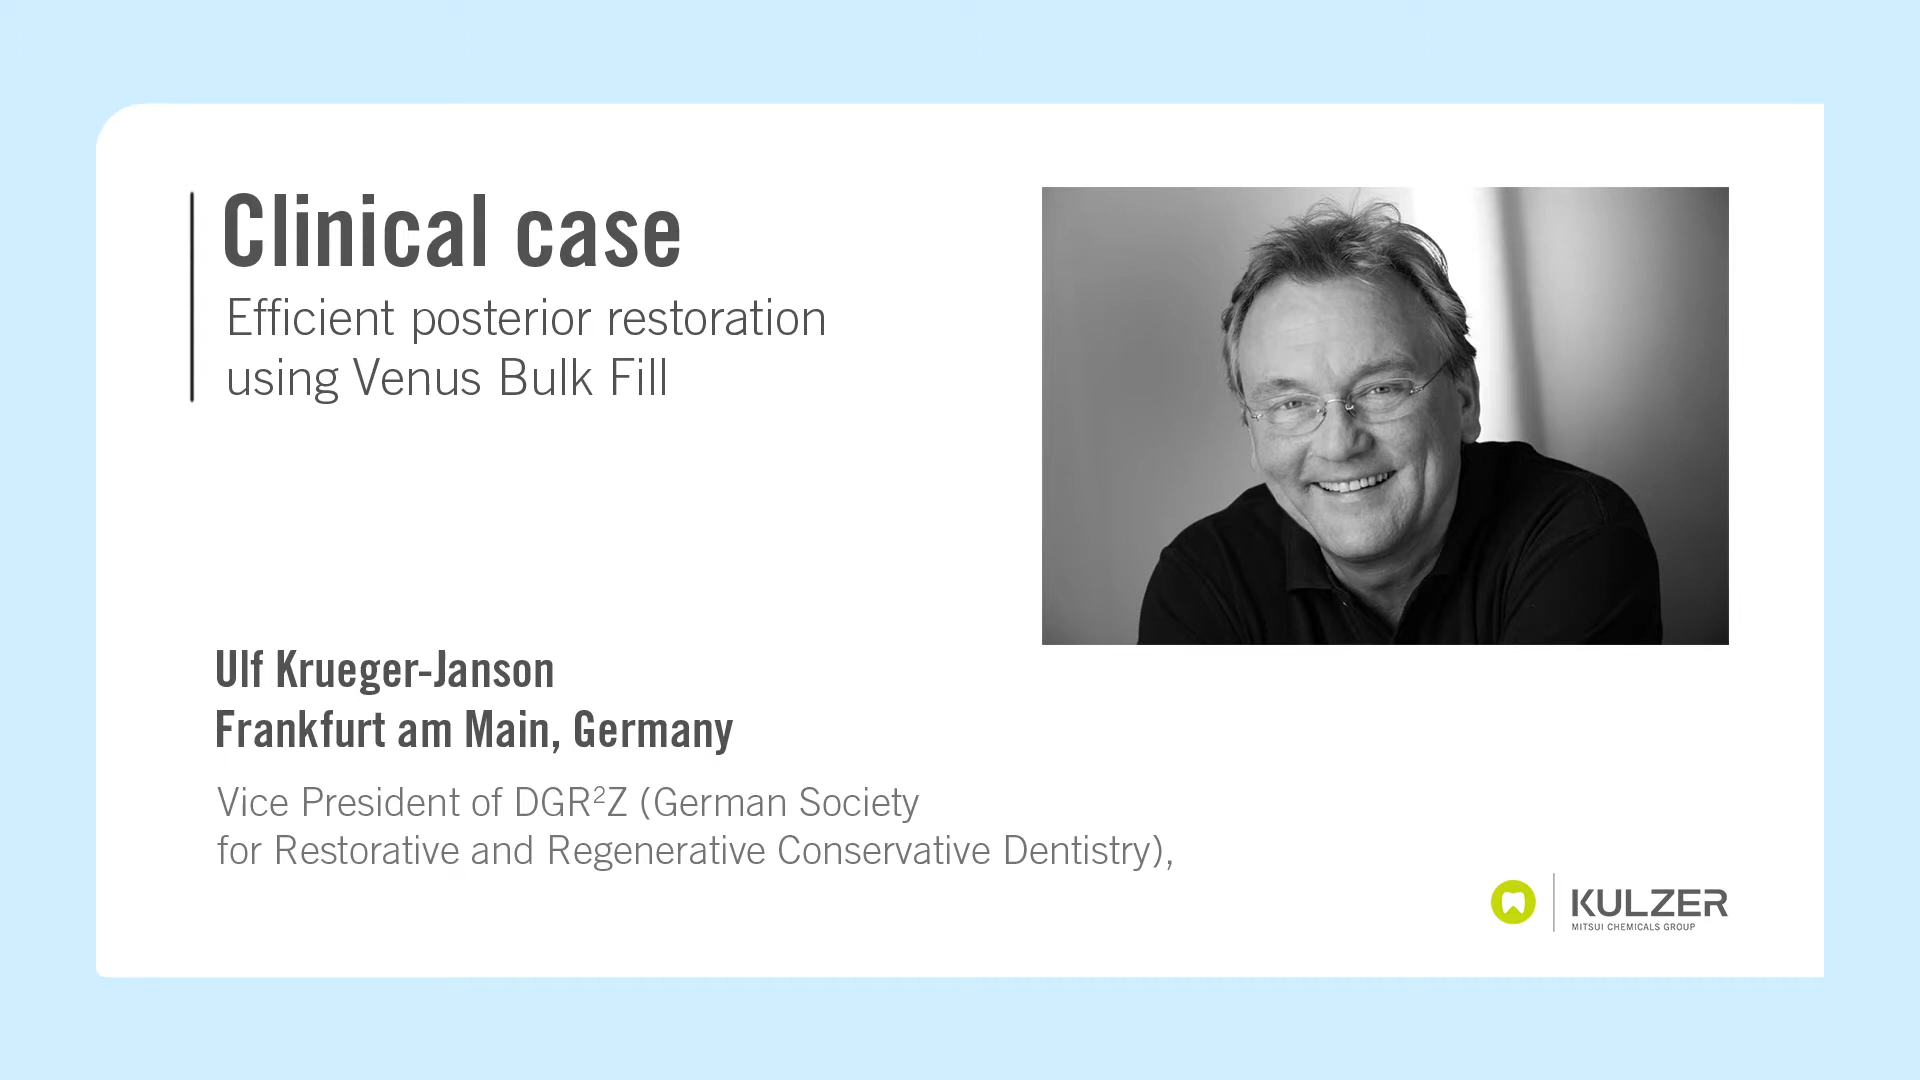 Clinical case
Efficient posterior restoration
using Venus Bulk Fill
Ulf Krueger-Janson
Frankfurt am Main, Germany
Vice President of DGR²Z (German Society
for Restorative and Regenerative Conservative Dentistry),
KULZER
MITSUI CHEMICALS GROUP